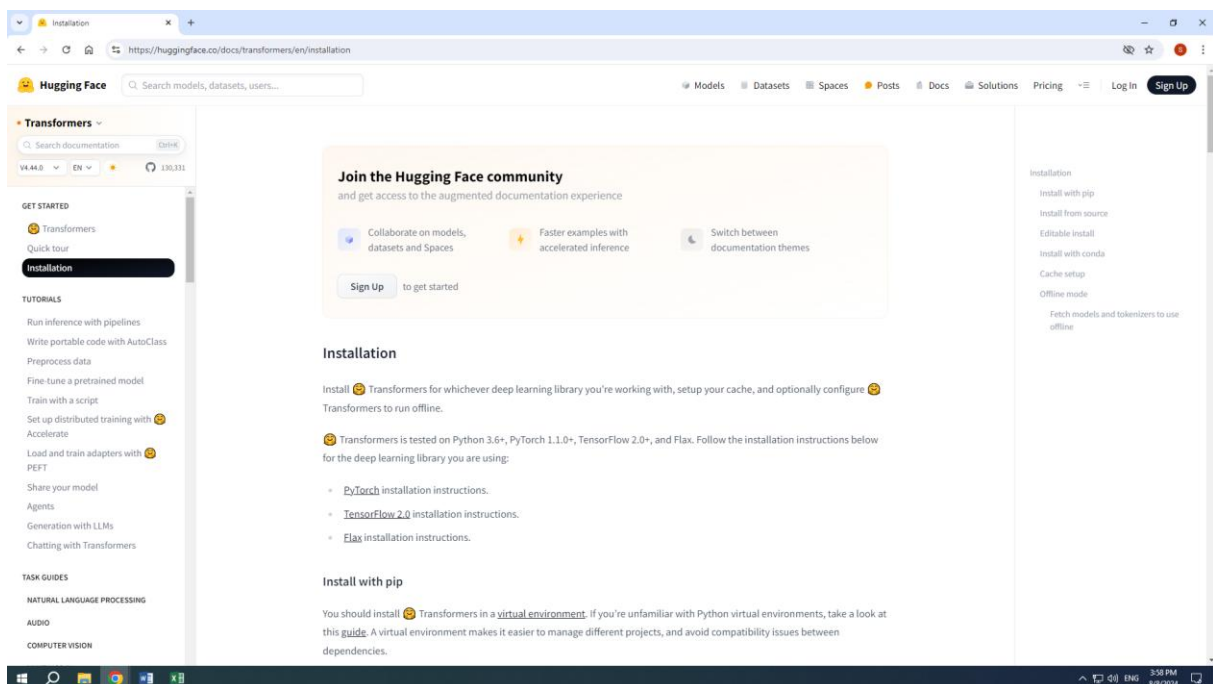 Installation
https://huggingface.co/docs/transformers/en/installation
Hugging Face
Search models, datasets, users...
Models
Datasets
Spaces
Posts
Docs
Solutions
Pricing
Log In
Sign Up
Transformers
Search documentation
Ctrl+K
V4.44.0
EN
130,331
GET STARTED
Transformers
Quick tour
Installation
TUTORIALS
Run inference with pipelines
Write portable code with AutoClass
Preprocess data
Fine-tune a pretrained model
Train with a script
Set up distributed training with
Accelerate
Load and train adapters with
PEFT
Share your model
Agents
Generation with LLMs
Chatting with Transformers
TASK GUIDES
NATURAL LANGUAGE PROCESSING
AUDIO
COMPUTER VISION
Join the Hugging Face community
and get access to the augmented documentation experience
Collaborate on models,
datasets and Spaces
Faster examples with
accelerated inference
Switch between
documentation themes
Sign Up to get started
Installation
Install Transformers for whichever deep learning library you're working with, setup your cache, and optionally configure
Transformers to run offline.
Transformers is tested on Python 3.6+, PyTorch 1.1.0+, TensorFlow 2.0+, and Flax. Follow the installation instructions below
for the deep learning library you are using:
PyTorch installation instructions.
TensorFlow 2.0 installation instructions.
Flax installation instructions.
Install with pip
You should install Transformers in a virtual environment. If you're unfamiliar with Python virtual environments, take a look at
this guide. A virtual environment makes it easier to manage different projects, and avoid compatibility issues between
dependencies.
Installation
Install with pip
Install from source
Editable install
Install with conda
Cache setup
Offline mode
Fetch models and tokenizers to use
offline
ENG
3:58 PM
8/8/2024